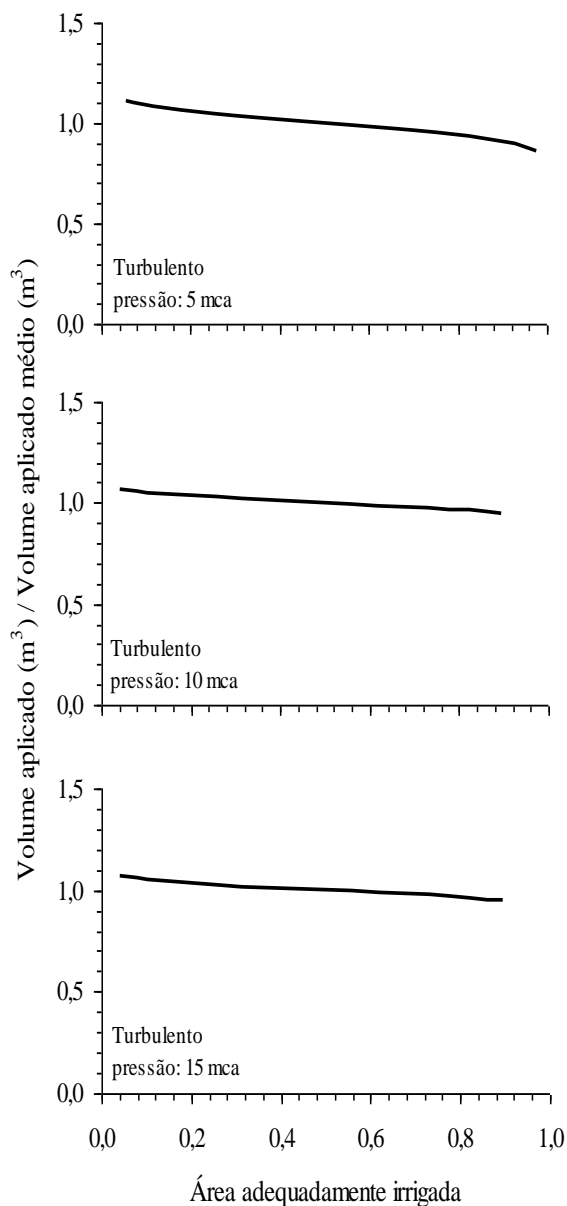 Volume aplicado (m³) / Volume aplicado médio (m³)
1,5
1,0
0,5
0,0
Turbulento
pressão: 5 mca
1,5
1,0
0,5
0,0
Turbulento
pressão: 10 mca
1,5
1,0
0,5
0,0
Turbulento
pressão: 15 mca
0,0 0,2 0,4 0,6 0,8 1,0
Área adequadamente irrigada